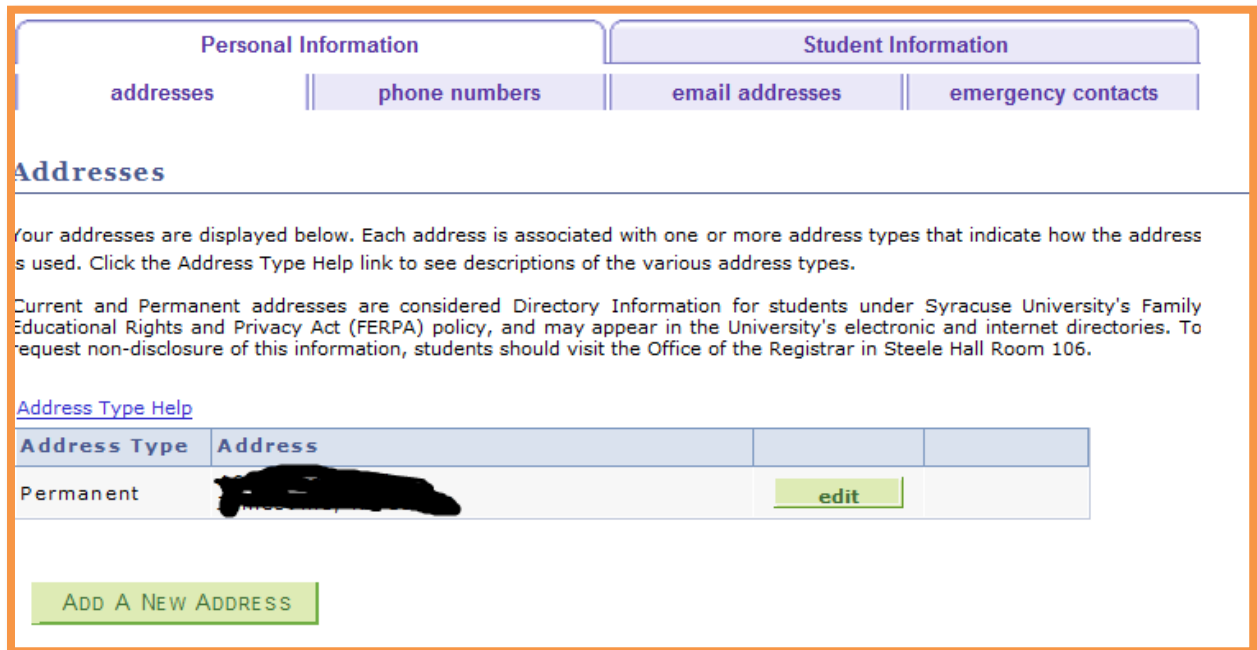 Personal Information Student Information
addresses phone numbers email addresses emergency contacts
Addresses
Your addresses are displayed below. Each address is associated with one or more address types that indicate how the address
is used. Click the Address Type Help link to see descriptions of the various address types.
Current and Permanent addresses are considered Directory Information for students under Syracuse University's Family
Educational Rights and Privacy Act (FERPA) policy, and may appear in the University's electronic and internet directories. To
request non-disclosure of this information, students should visit the Office of the Registrar in Steele Hall Room 106.
Address Type Help
Address Type Address
Permanent edit
ADD A NEW ADDRESS